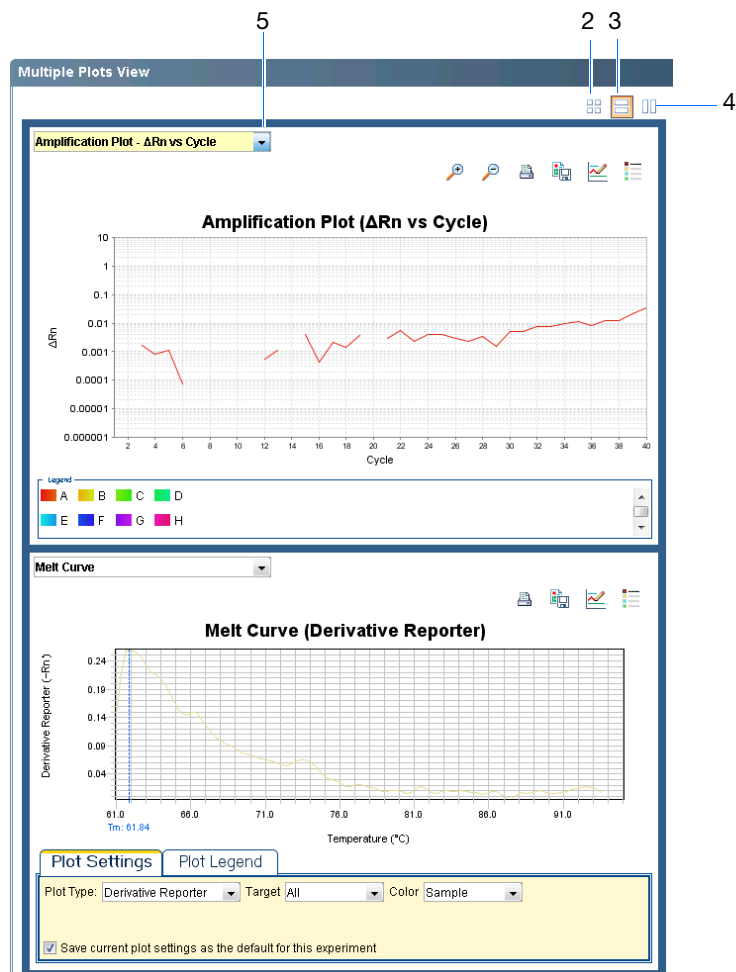 5 2 3
Multiple Plots View
4
Amplification Plot - ΔRn vs Cycle
Amplification Plot (ΔRn vs Cycle)
10
1
0.1
0.01
0.001
0.0001
0.00001
0.000001
ΔRn
2 4 6 8 10 12 14 16 18 20 22 24 26 28 30 32 34 36 38 40
Cycle
Legend
A B C D
E F G H
Melt Curve
Melt Curve (Derivative Reporter)
0.24
0.19
0.14
0.09
0.04
Derivative Reporter (-Rn')
61.0 66.0 71.0 76.0 81.0 86.0 91.0
Tm: 61.84
Temperature (°C)
Plot Settings Plot Legend
Plot Type: Derivative Reporter Target All Color Sample
Save current plot settings as the default for this experiment